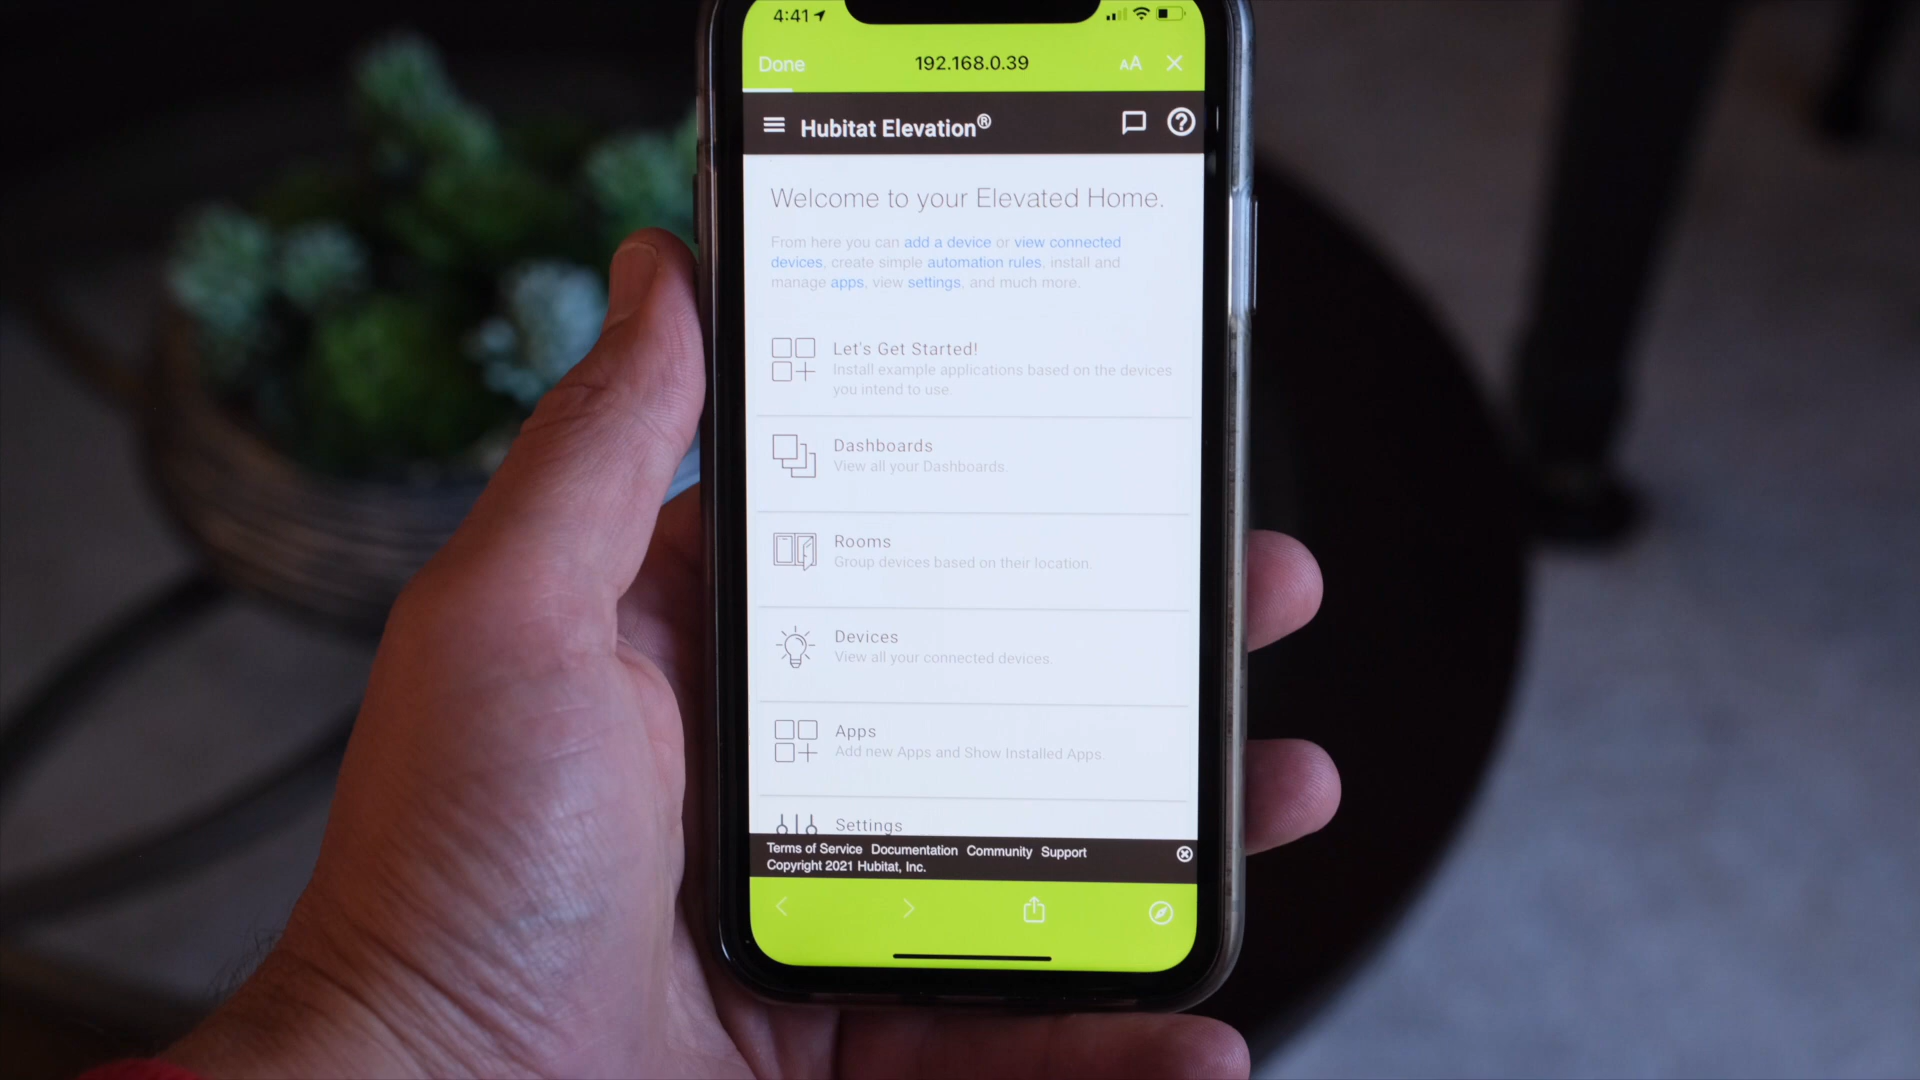 4:41
Done 192.168.0.39 AA
Hubitat Elevation®
Welcome to your Elevated Home.
From here you can add a device or view connected
devices, create simple automation rules, install and
manage apps, view settings, and much more.
Let's Get Started!
Install example applications based on the devices
you intend to use
Dashboards
View all your Dashboards.
Rooms
Group devices based on their location.
Devices
View all your connected devices.
Apps
Add new Apps and Show Installed Apps
Settings
Terms of Service Documentation Community Support
Copyright 2021 Hubitat, Inc.